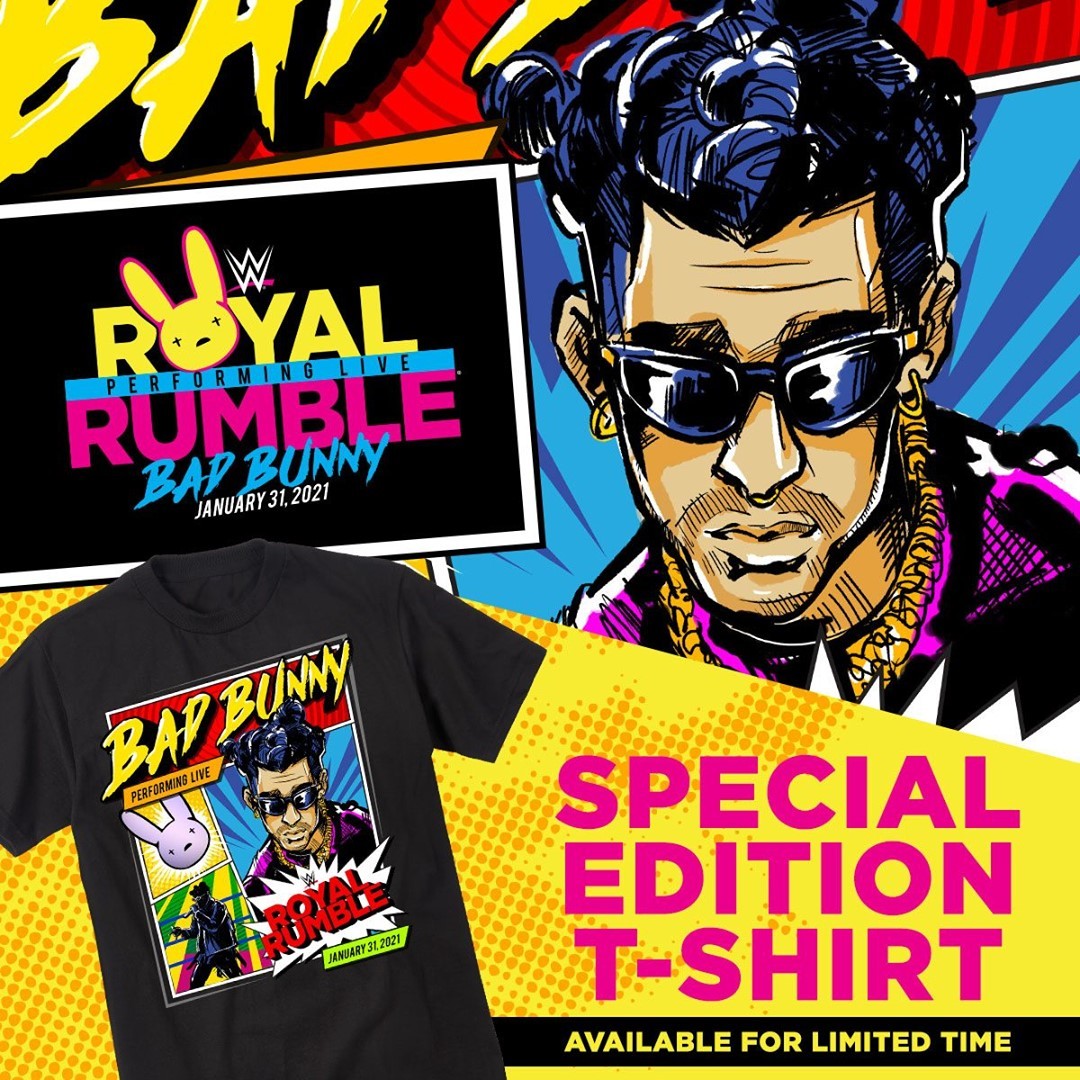 BAD B
W
ROYAL
PERFORMING LIVE
RUMBLE
BAD BUNNY
JANUARY 31, 2021
BAD BUNNY
PERFORMING LIVE
W
ROYAL
RUMBLE
JANUARY 31, 2021
SPECIAL
EDITION
T-SHIRT
AVAILABLE FOR LIMITED TIME